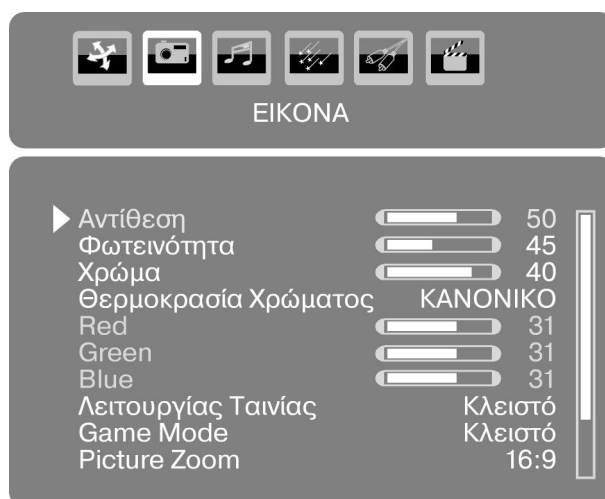 ΕΙΚΟΝΑ
Αντίθεση 50
Φωτεινότητα 45
Χρώμα 40
Θερμοκρασία Χρώματος ΚΑΝΟΝΙΚΟ
Red 31
Green 31
Blue 31
Λειτουργίας Ταινίας Κλειστό
Game Mode Κλειστό
Picture Zoom 16:9